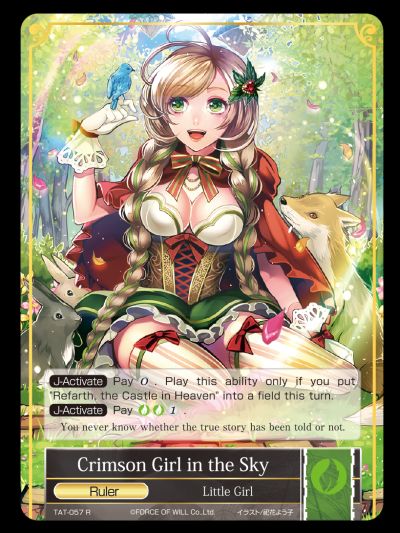 J-Activate Pay 0 . Play this ability only if you put
"Refarth, the Castle in Heaven" into a field this turn.
J-Activate Pay 1 .
You never know whether the true story has been told or not.
Crimson Girl in the Sky
Ruler Little Girl
TAT-057 R ©FORCE OF WILL Co.,Ltd. イラスト/祀花よう子